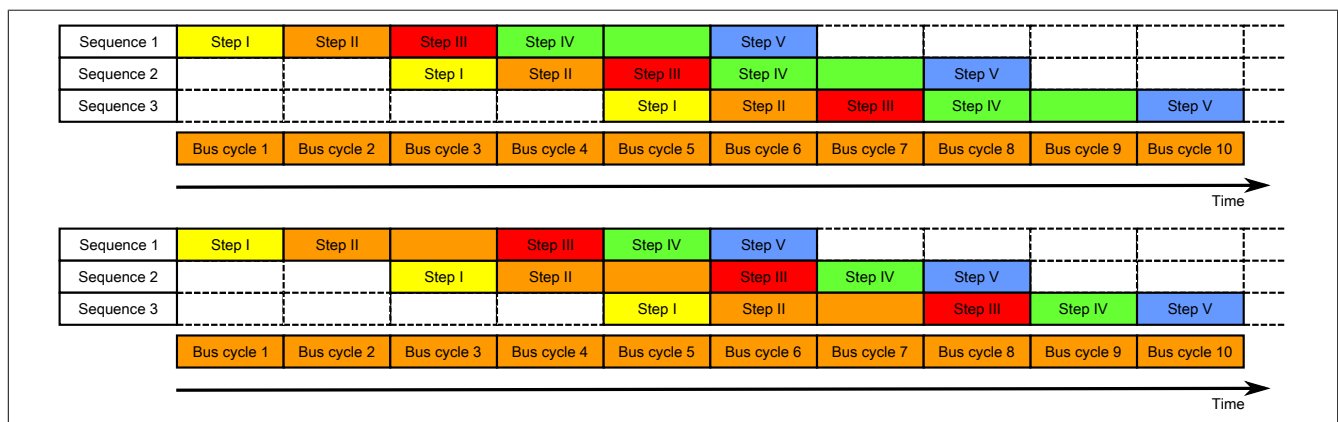 Sequence 1 Step I Step II Step III Step IV Step V
Sequence 2 Step I Step II Step III Step IV Step V
Sequence 3 Step I Step II Step III Step IV Step V
Bus cycle 1 Bus cycle 2 Bus cycle 3 Bus cycle 4 Bus cycle 5 Bus cycle 6 Bus cycle 7 Bus cycle 8 Bus cycle 9 Bus cycle 10
Time
Sequence 1 Step I Step II Step III Step IV Step V
Sequence 2 Step I Step II Step III Step IV Step V
Sequence 3 Step I Step II Step III Step IV Step V
Bus cycle 1 Bus cycle 2 Bus cycle 3 Bus cycle 4 Bus cycle 5 Bus cycle 6 Bus cycle 7 Bus cycle 8 Bus cycle 9 Bus cycle 10
Time